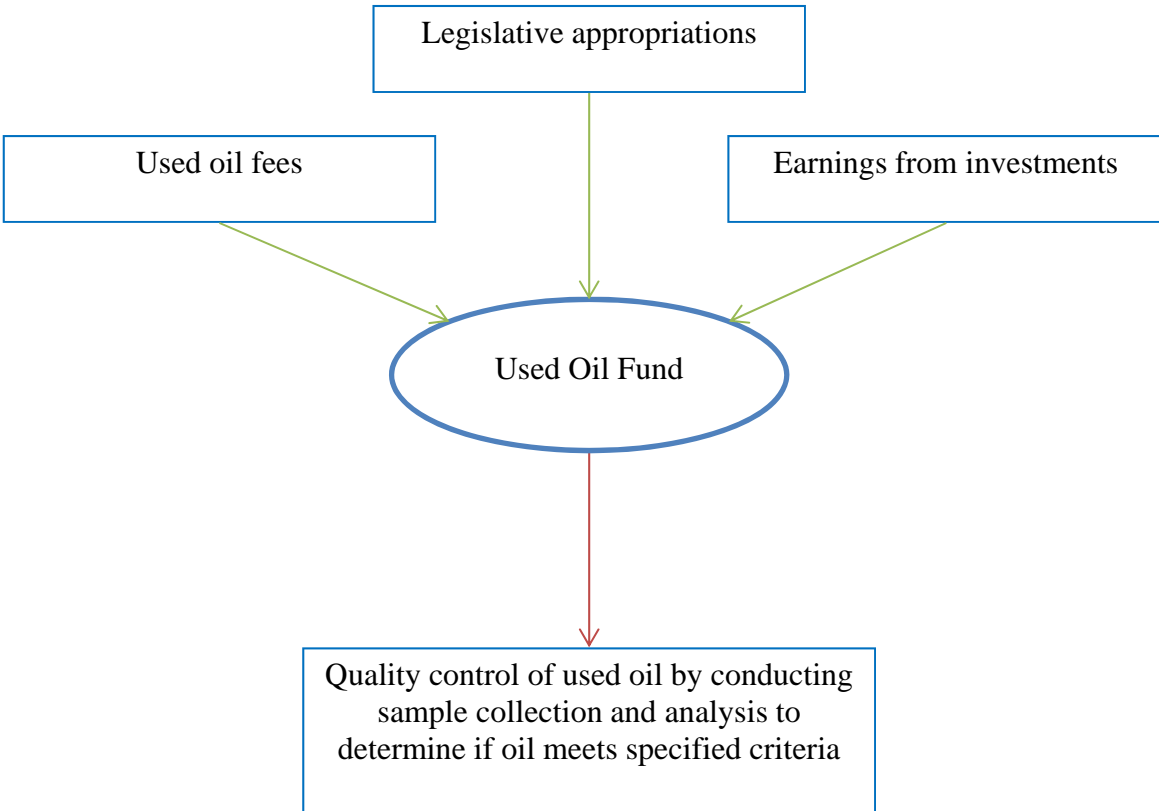 Legislative appropriations
Used oil fees
Earnings from investments
Used Oil Fund
Quality control of used oil by conducting
sample collection and analysis to
determine if oil meets specified criteria